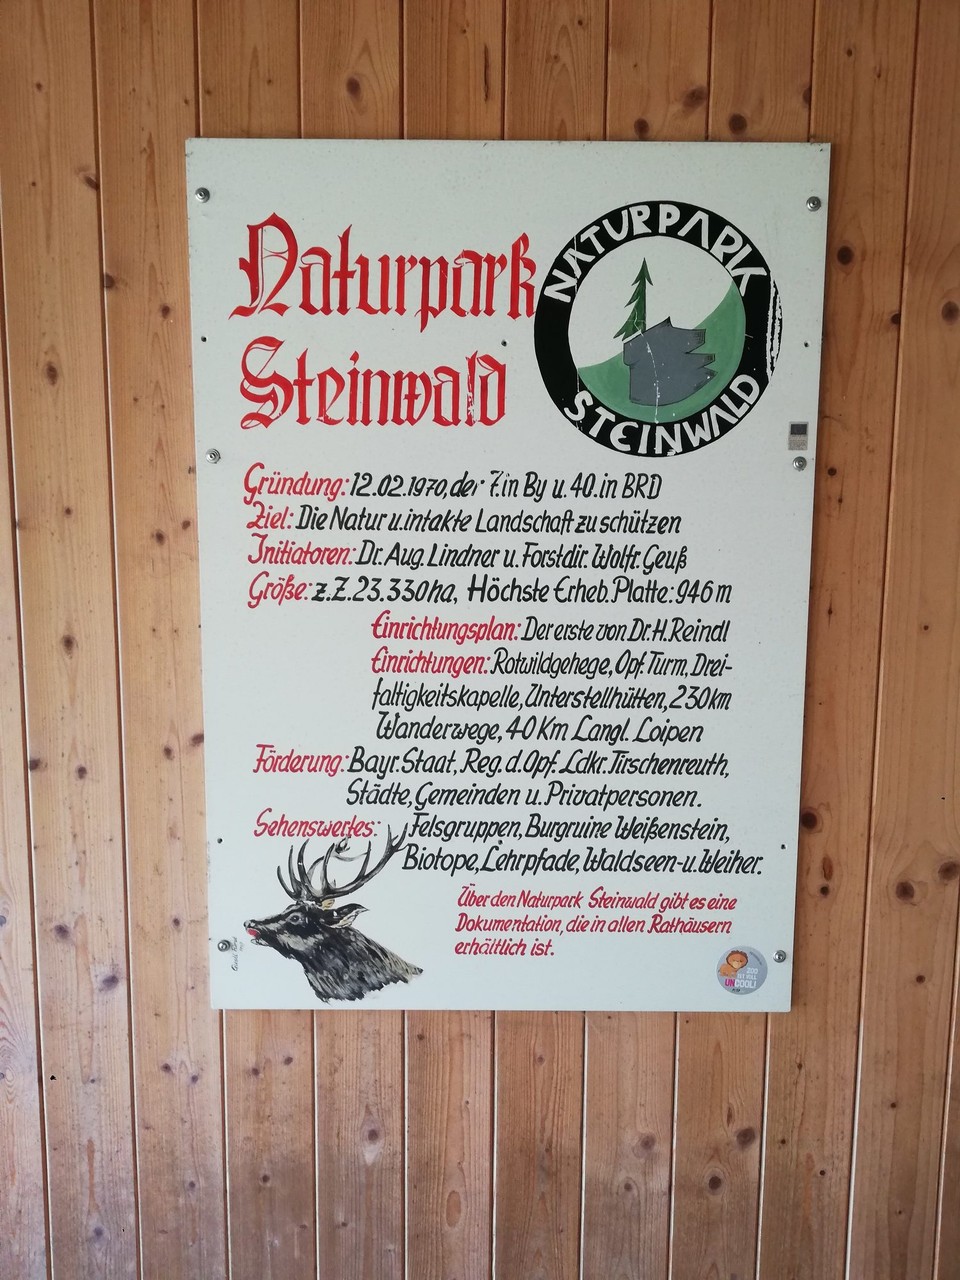 Naturpark
Steinwald
NATURPARK
STEINWALD
Gründung: 12.02.1970, der 7. in By u. 40. in BRD
Ziel: Die Natur u. intakte Landschaft zu schützen
Initiatoren: Dr. Aug. Lindner u. Forstdir. Wolfr. Geuß
Größe: z. Z. 23.330 ha, Höchste Erheb. Platte: 946 m
Einrichtungsplan: Der erste von Dr. H. Reindl
Einrichtungen: Rotwildgehege, Opf. Turm, Drei-
faltigkeitskapelle, Unterstellhütten, 230 km
Wanderwege, 40 Km Langl. Loipen
Förderung: Bayr. Staat, Reg. d. Opf. Ldkr. Tirschenreuth,
Städte, Gemeinden u. Privatpersonen.
Sehenswertes: Felsgruppen, Burgruine Weißenstein,
Biotope, Lehrpfade, Waldseen- u. Weiher.
Über den Naturpark Steinwald gibt es eine
Dokumentation, die in allen Rathäusern
erhältlich ist.
ZOO
UNCOOL!